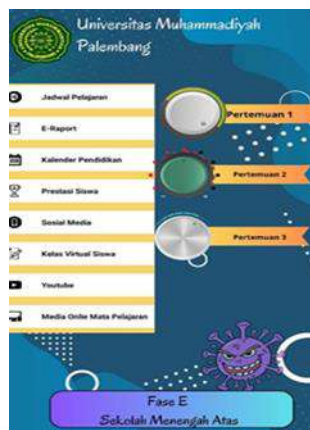 Universitas Muhammadiyah
Palembang
Jadwal Pelajaran
E-Raport
Kalender Pendidikan
Prestasi Siswa
Sosial Media
Kelas Virtual Siswa
Youtube
Media Onlie Mata Pelajaran
Pertemuan 1
Pertemuan 2
Pertemuan 3
Fase E
Sekolah Menengah Atas